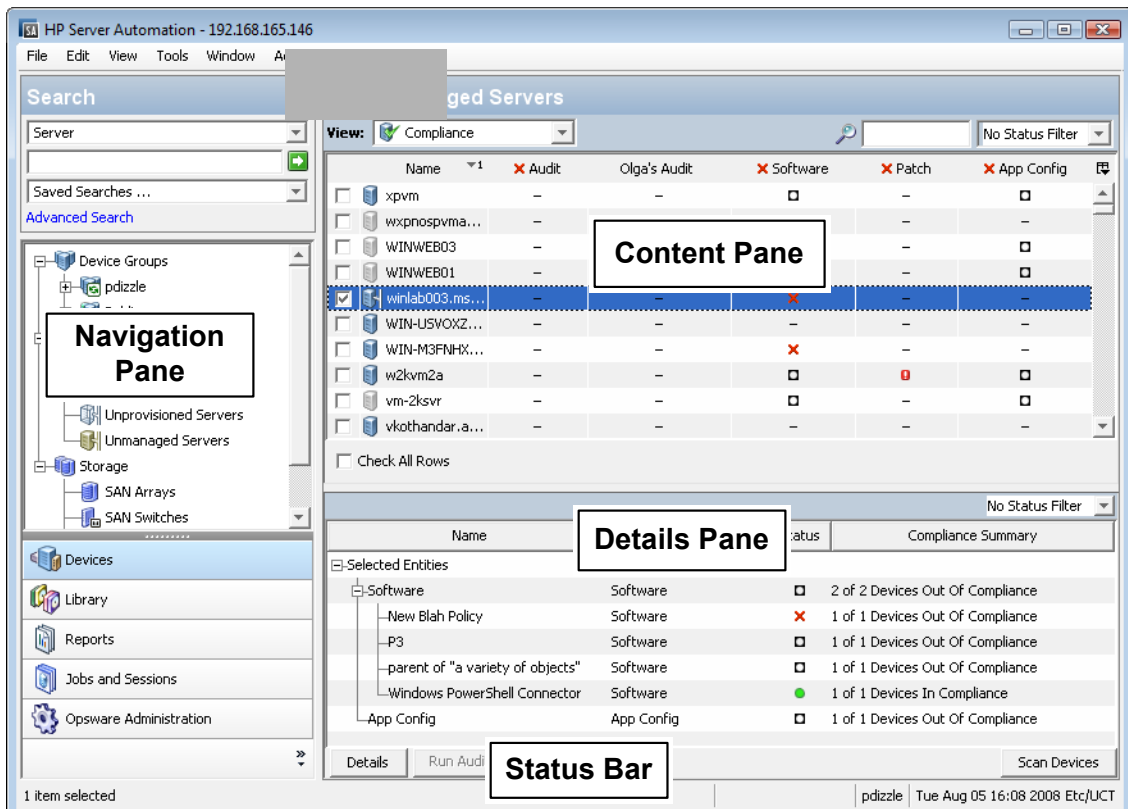 HP Server Automation - 192.168.165.146
File Edit View Tools Window
Search
Servers
Server
View: Compliance
No Status Filter
Saved Searches ...
Advanced Search
Name 1 Audit Olga's Audit Software Patch App Config
xpvm
wxpnospvma...
WINWEB03
WINWEB01
winlab003.ms...
WIN-USVOXZ...
WIN-M3FNHX...
w2kvm2a
vm-2ksvr
vkothandar.a...
Check All Rows
Content Pane
Device Groups
pdizzle
Navigation
Pane
Unprovisioned Servers
Unmanaged Servers
Storage
SAN Arrays
SAN Switches
Devices
Library
Reports
Jobs and Sessions
Opsware Administration
No Status Filter
Details Pane
Name Compliance Summary
Selected Entities
Software Software 2 of 2 Devices Out Of Compliance
New Blah Policy Software 1 of 1 Devices Out Of Compliance
P3 Software 1 of 1 Devices Out Of Compliance
parent of "a variety of objects" Software 1 of 1 Devices Out Of Compliance
Windows PowerShell Connector Software 1 of 1 Devices In Compliance
App Config App Config 1 of 1 Devices Out Of Compliance
Details Run Scan Devices
Status Bar
1 item selected pdizzle Tue Aug 05 16:08 2008 Etc/UCT